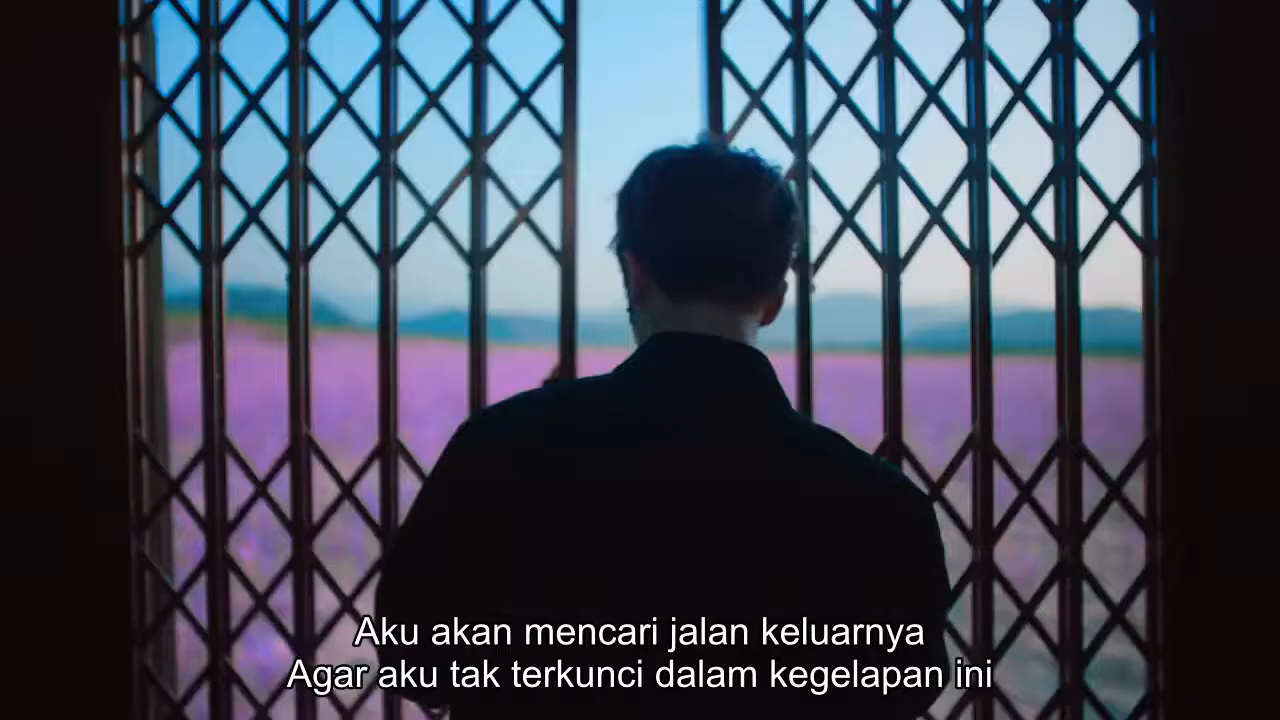 Aku akan mencari jalan keluarnya
Agar aku tak terkunci dalam kegelapan ini